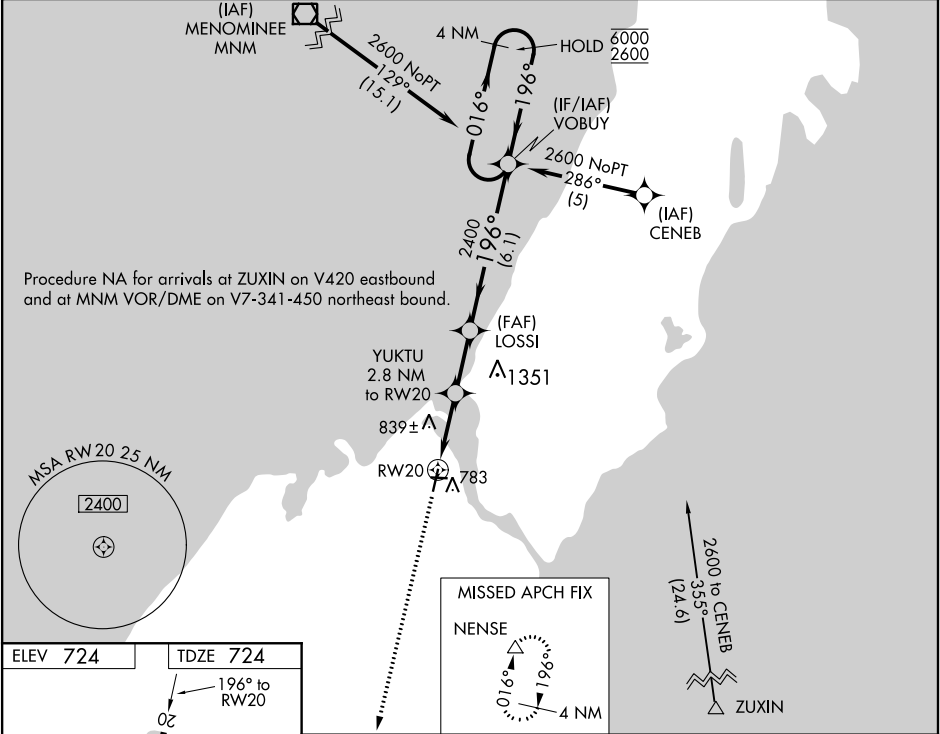 (IAF)
MENOMINEE
MNM
2600 NoPT
129°
(15.1)
4 NM
HOLD
6000
2600
016°
196°
(IF/IAF)
VOBUY
2600 NoPT
286°
(5)
(IAF)
CENEB
2400
196°
(6.1)
Procedure NA for arrivals at ZUXIN on V420 eastbound
and at MNM VOR/DME on V7-341-450 northeast bound.
(FAF)
LOSSI
YUKTU
2.8 NM
to RW20
1351
839±
RW20
783
MSA RW20 25 NM
2400
2600 to CENEB
355°
(24.6)
ZUXIN
MISSED APCH FIX
NENSE
016°
196°
4 NM
ELEV 724
TDZE 724
196° to
RW20
20